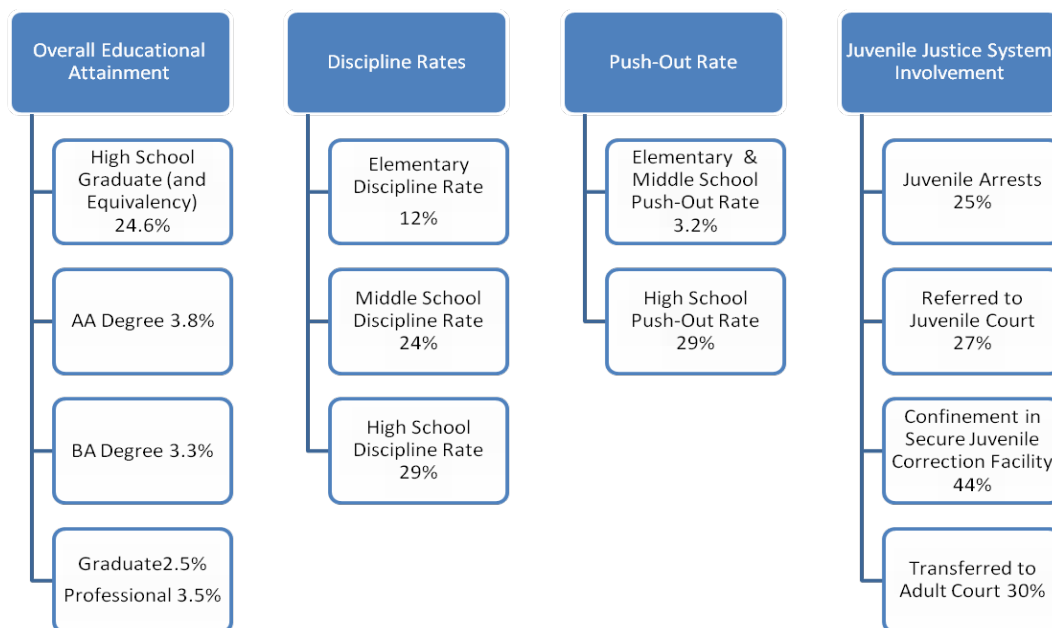 Overall Educational
Attainment
High School
Graduate (and
Equivalency)
24.6%
AA Degree 3.8%
BA Degree 3.3%
Graduate2.5%
Professional 3.5%
Discipline Rates
Elementary
Discipline Rate
12%
Middle School
Discipline Rate
24%
High School
Discipline Rate
29%
Push-Out Rate
Elementary &
Middle School
Push-Out Rate
3.2%
High School
Push-Out Rate
29%
Juvenile Justice System
Involvement
Juvenile Arrests
25%
Referred to
Juvenile Court
27%
Confinement in
Secure Juvenile
Correction Facility
44%
Transferred to
Adult Court 30%